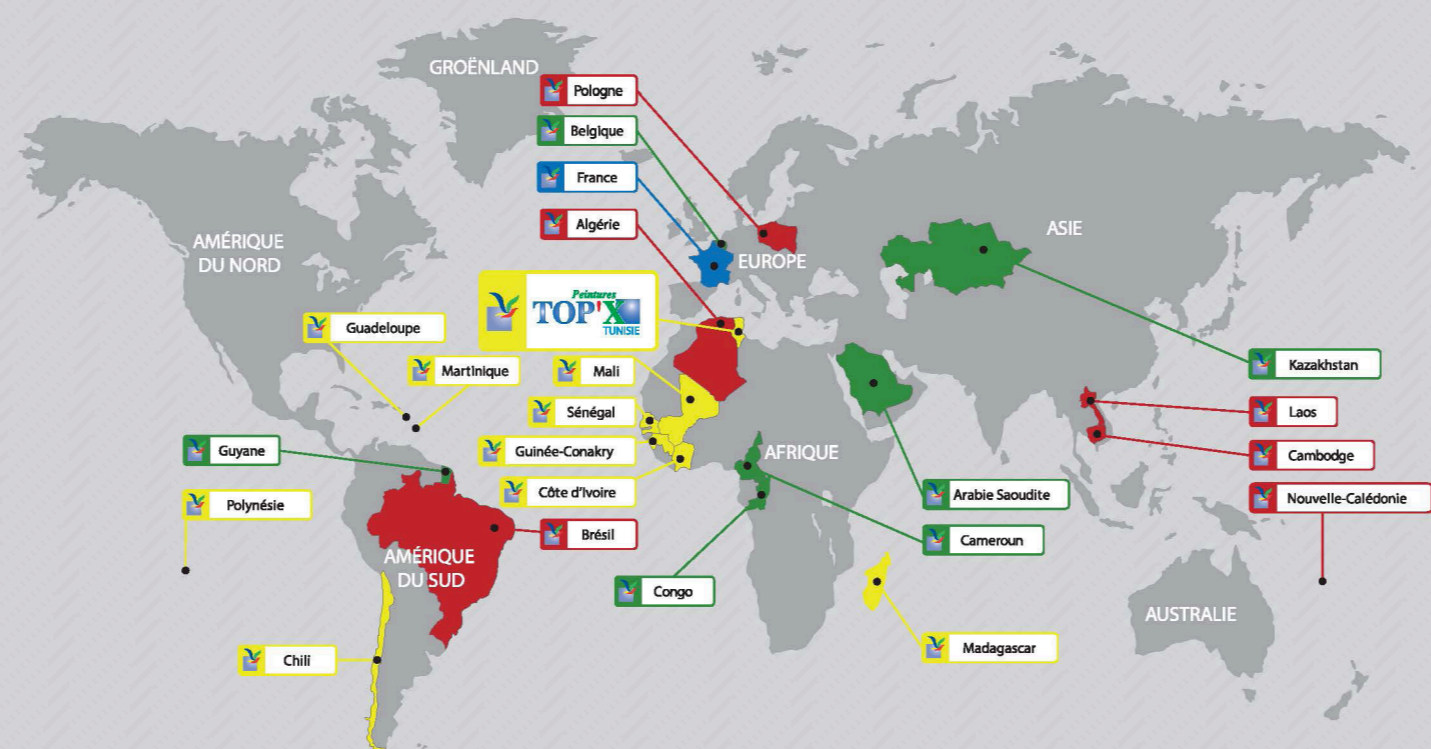 GROËNLAND
Pologne
Belgique
France
Algérie
AMÉRIQUE
DU NORD
EUROPE
ASIE
Peintures
TOP'X
TUNISIE
Guadeloupe
Martinique
Mali
Kazakhstan
Sénégal
Laos
Guyane
Guinée-Conakry
AFRIQUE
Cambodge
Côte d'Ivoire
Polynésie
Arabie Saoudite
Nouvelle-Calédonie
Brésil
Cameroun
AMÉRIQUE
DU SUD
Congo
AUSTRALIE
Chili
Madagascar